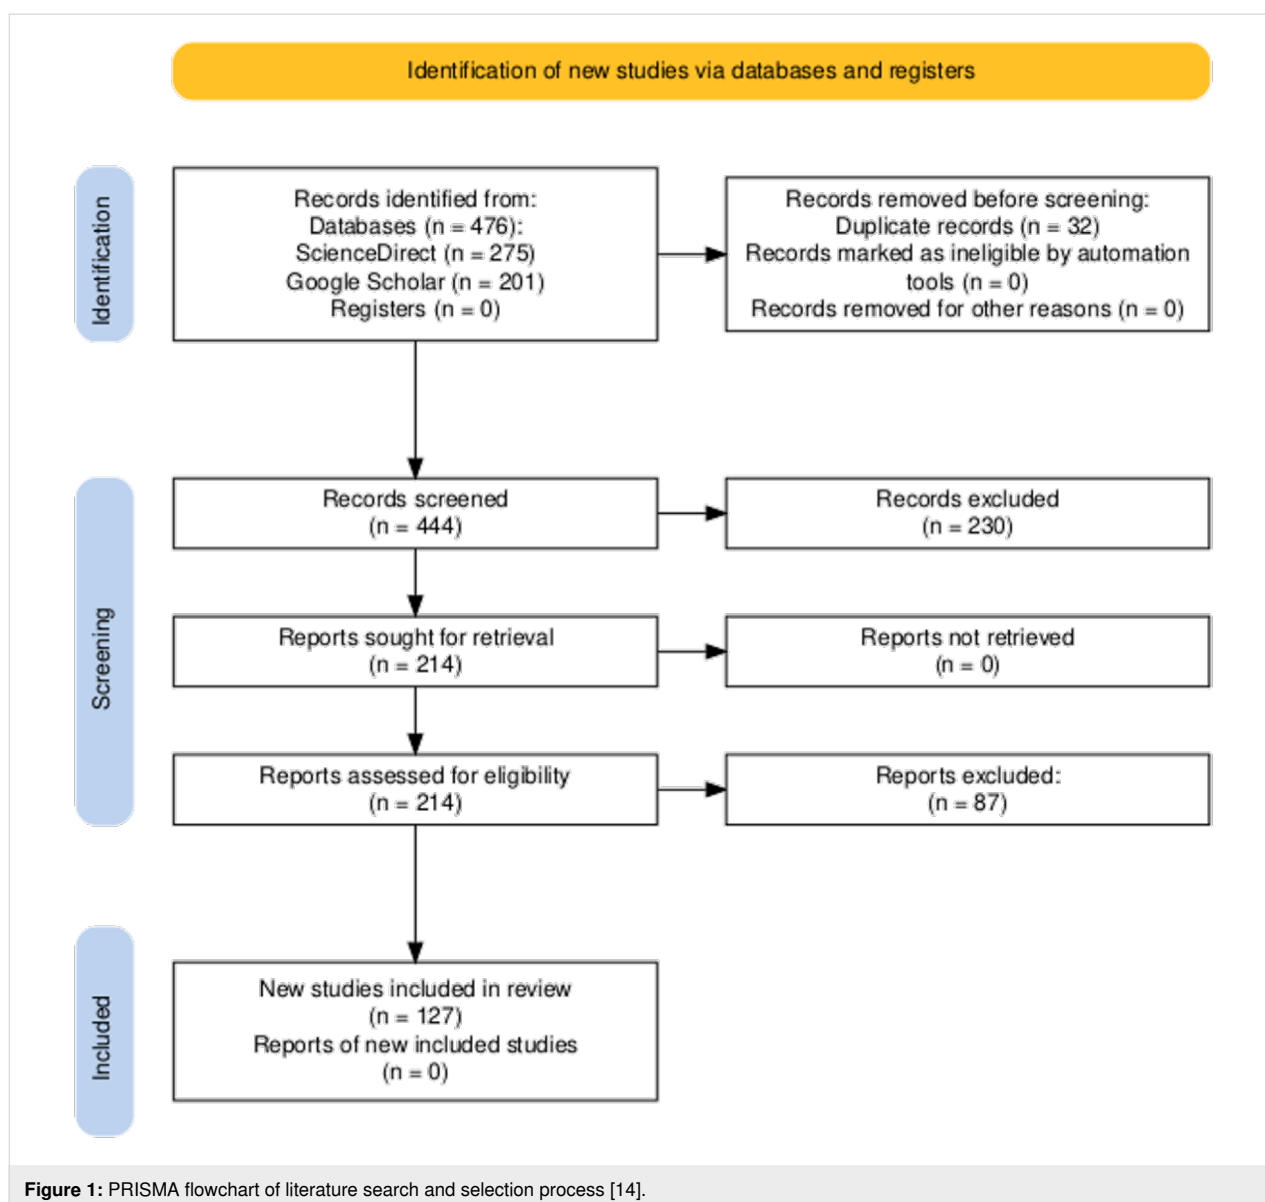 Identification of new studies via databases and registers
Identification
Records identified from:
Databases (n = 476):
ScienceDirect (n = 275)
Google Scholar (n = 201)
Registers (n = 0)
Records removed before screening:
Duplicate records (n = 32)
Records marked as ineligible by automation
tools (n = 0)
Records removed for other reasons (n = 0)
Screening
Records screened
(n = 444)
Records excluded
(n = 230)
Reports sought for retrieval
(n = 214)
Reports not retrieved
(n = 0)
Reports assessed for eligibility
(n = 214)
Reports excluded:
(n = 87)
Included
New studies included in review
(n = 127)
Reports of new included studies
(n = 0)
Figure 1: PRISMA flowchart of literature search and selection process [14].